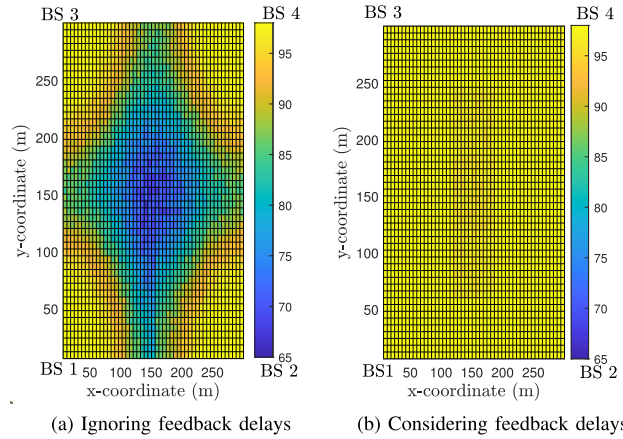 BS 3
BS 4
BS 3
BS 4
250
200
150
100
50
y-coordinate (m)
95
90
85
80
75
70
65
BS 1
50 100 150 200 250
BS 2
x-coordinate (m)
250
200
150
100
50
y-coordinate (m)
95
90
85
80
75
70
65
BS1
50 100 150 200 250
BS 2
x-coordinate (m)
(a) Ignoring feedback delays
(b) Considering feedback delays